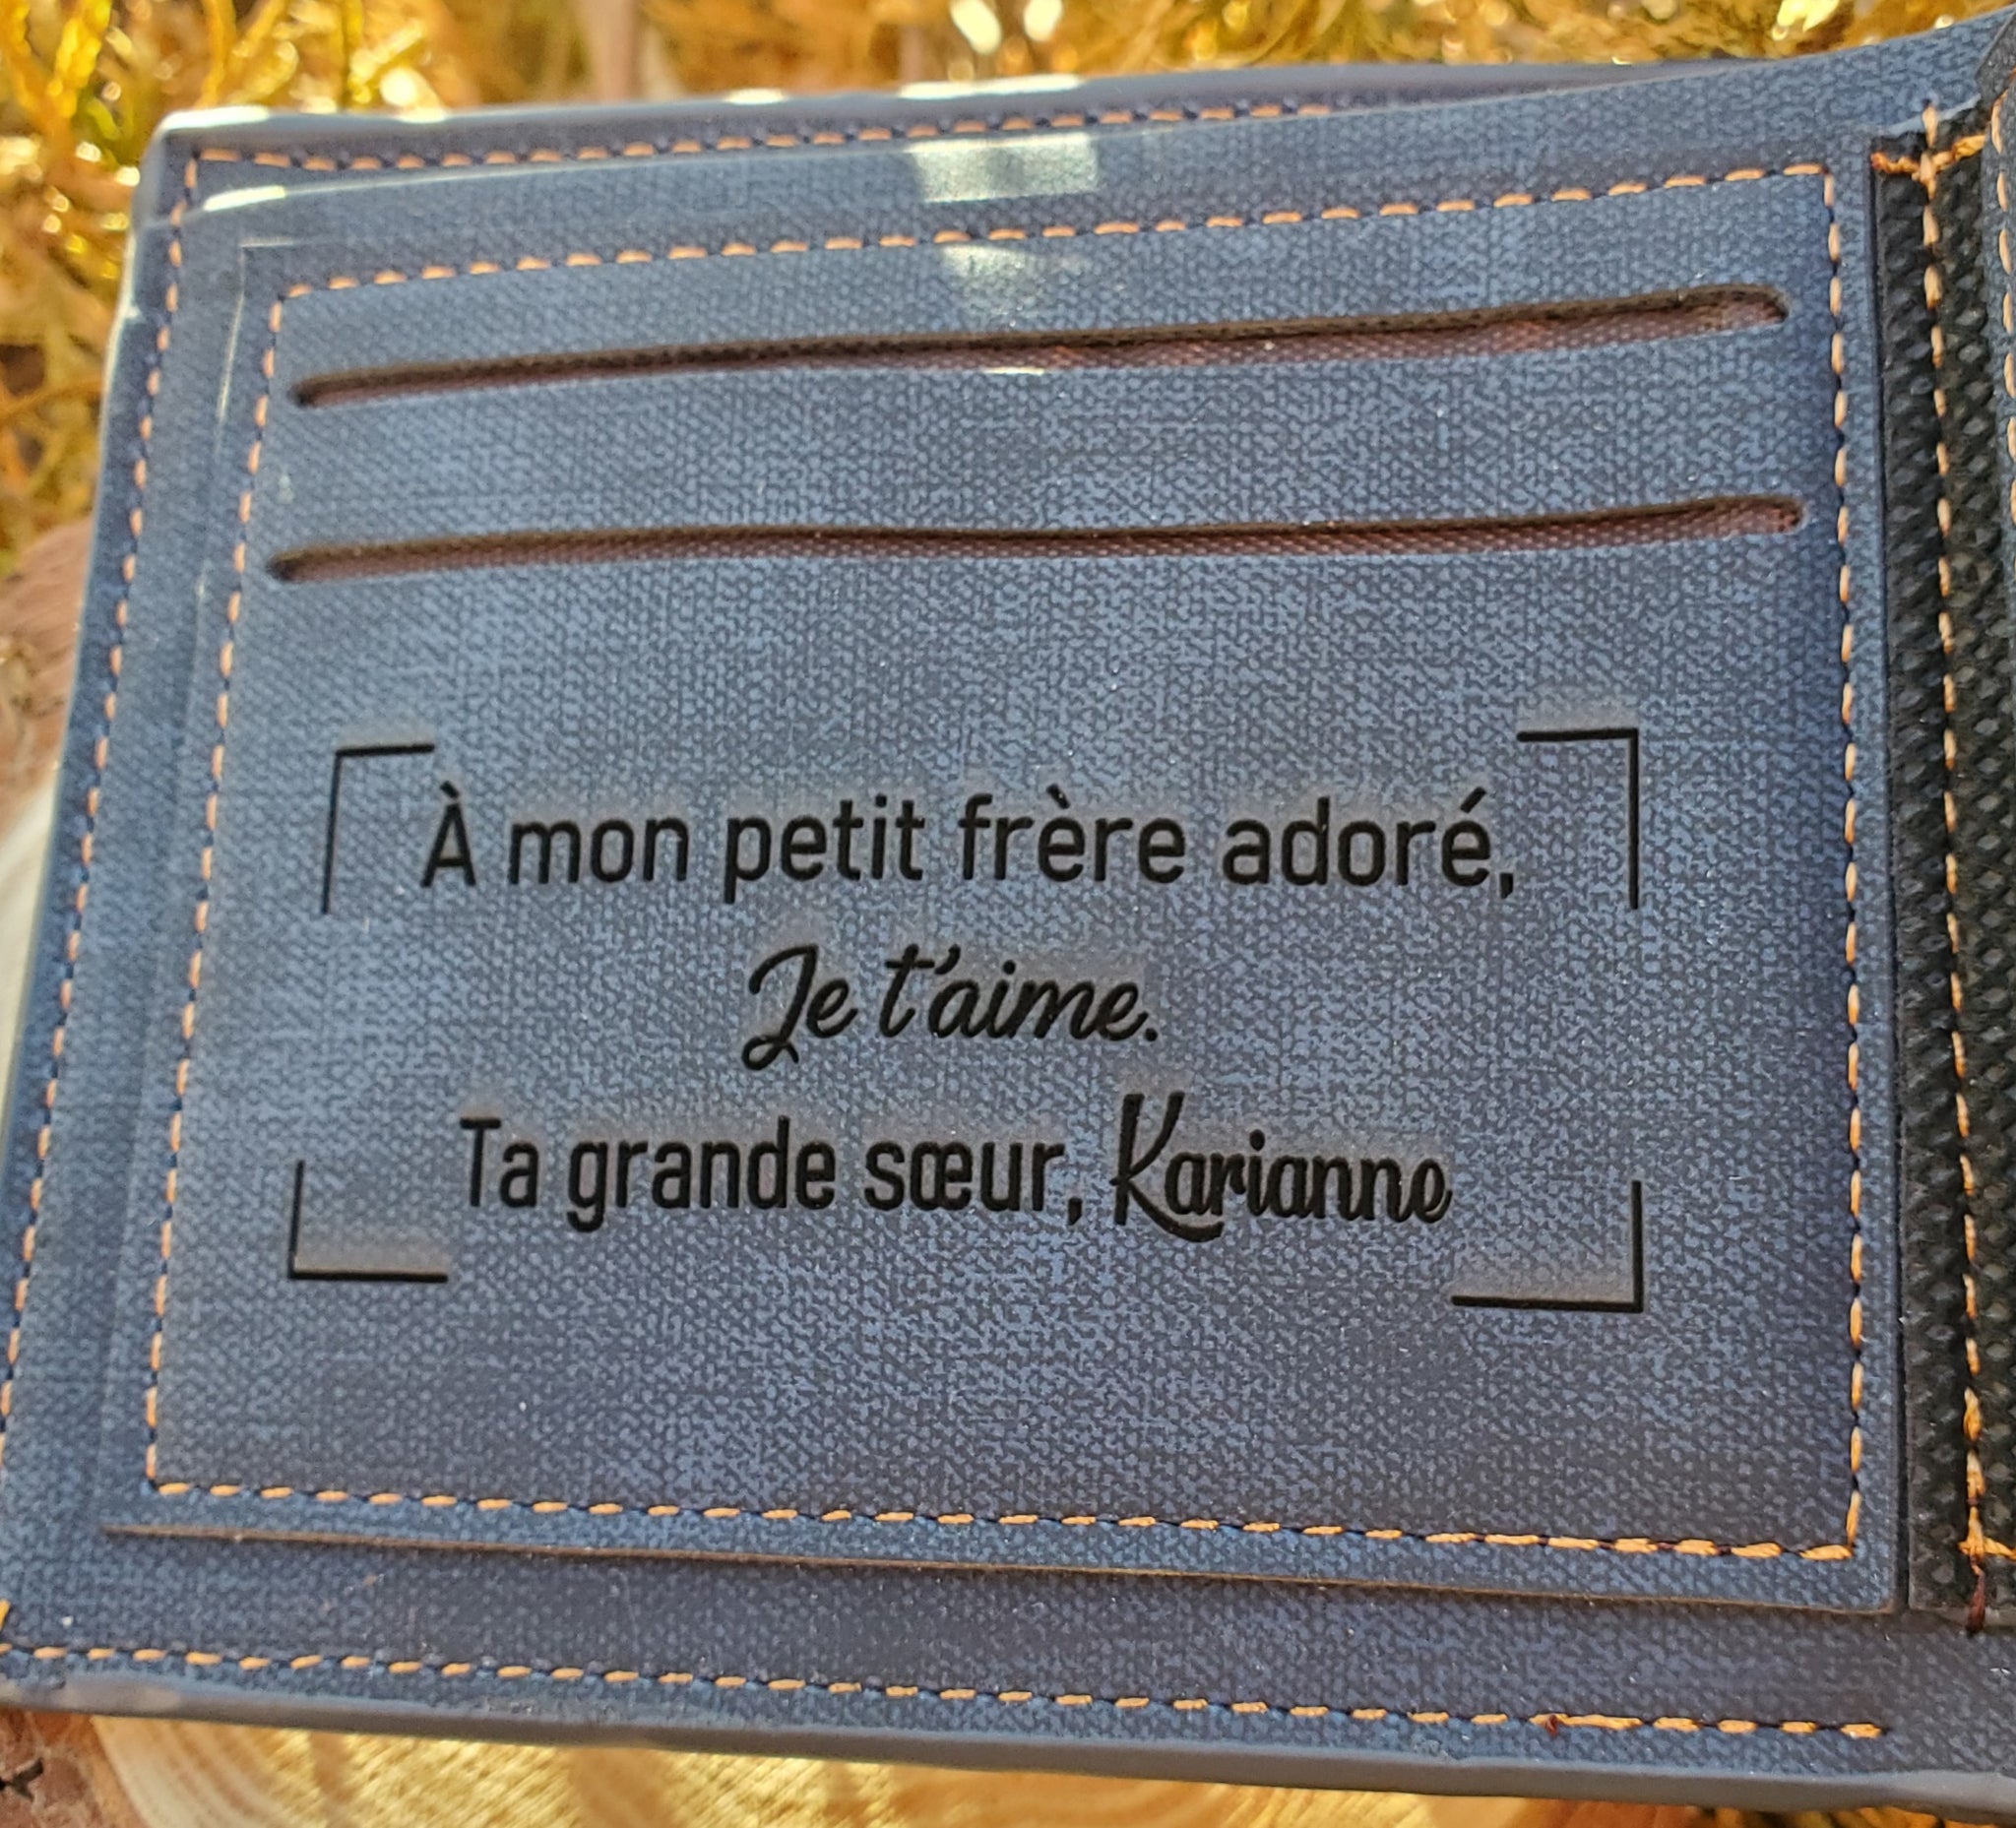 À mon petit frère adoré,
Je t'aime.
Ta grande sœur, Karianne